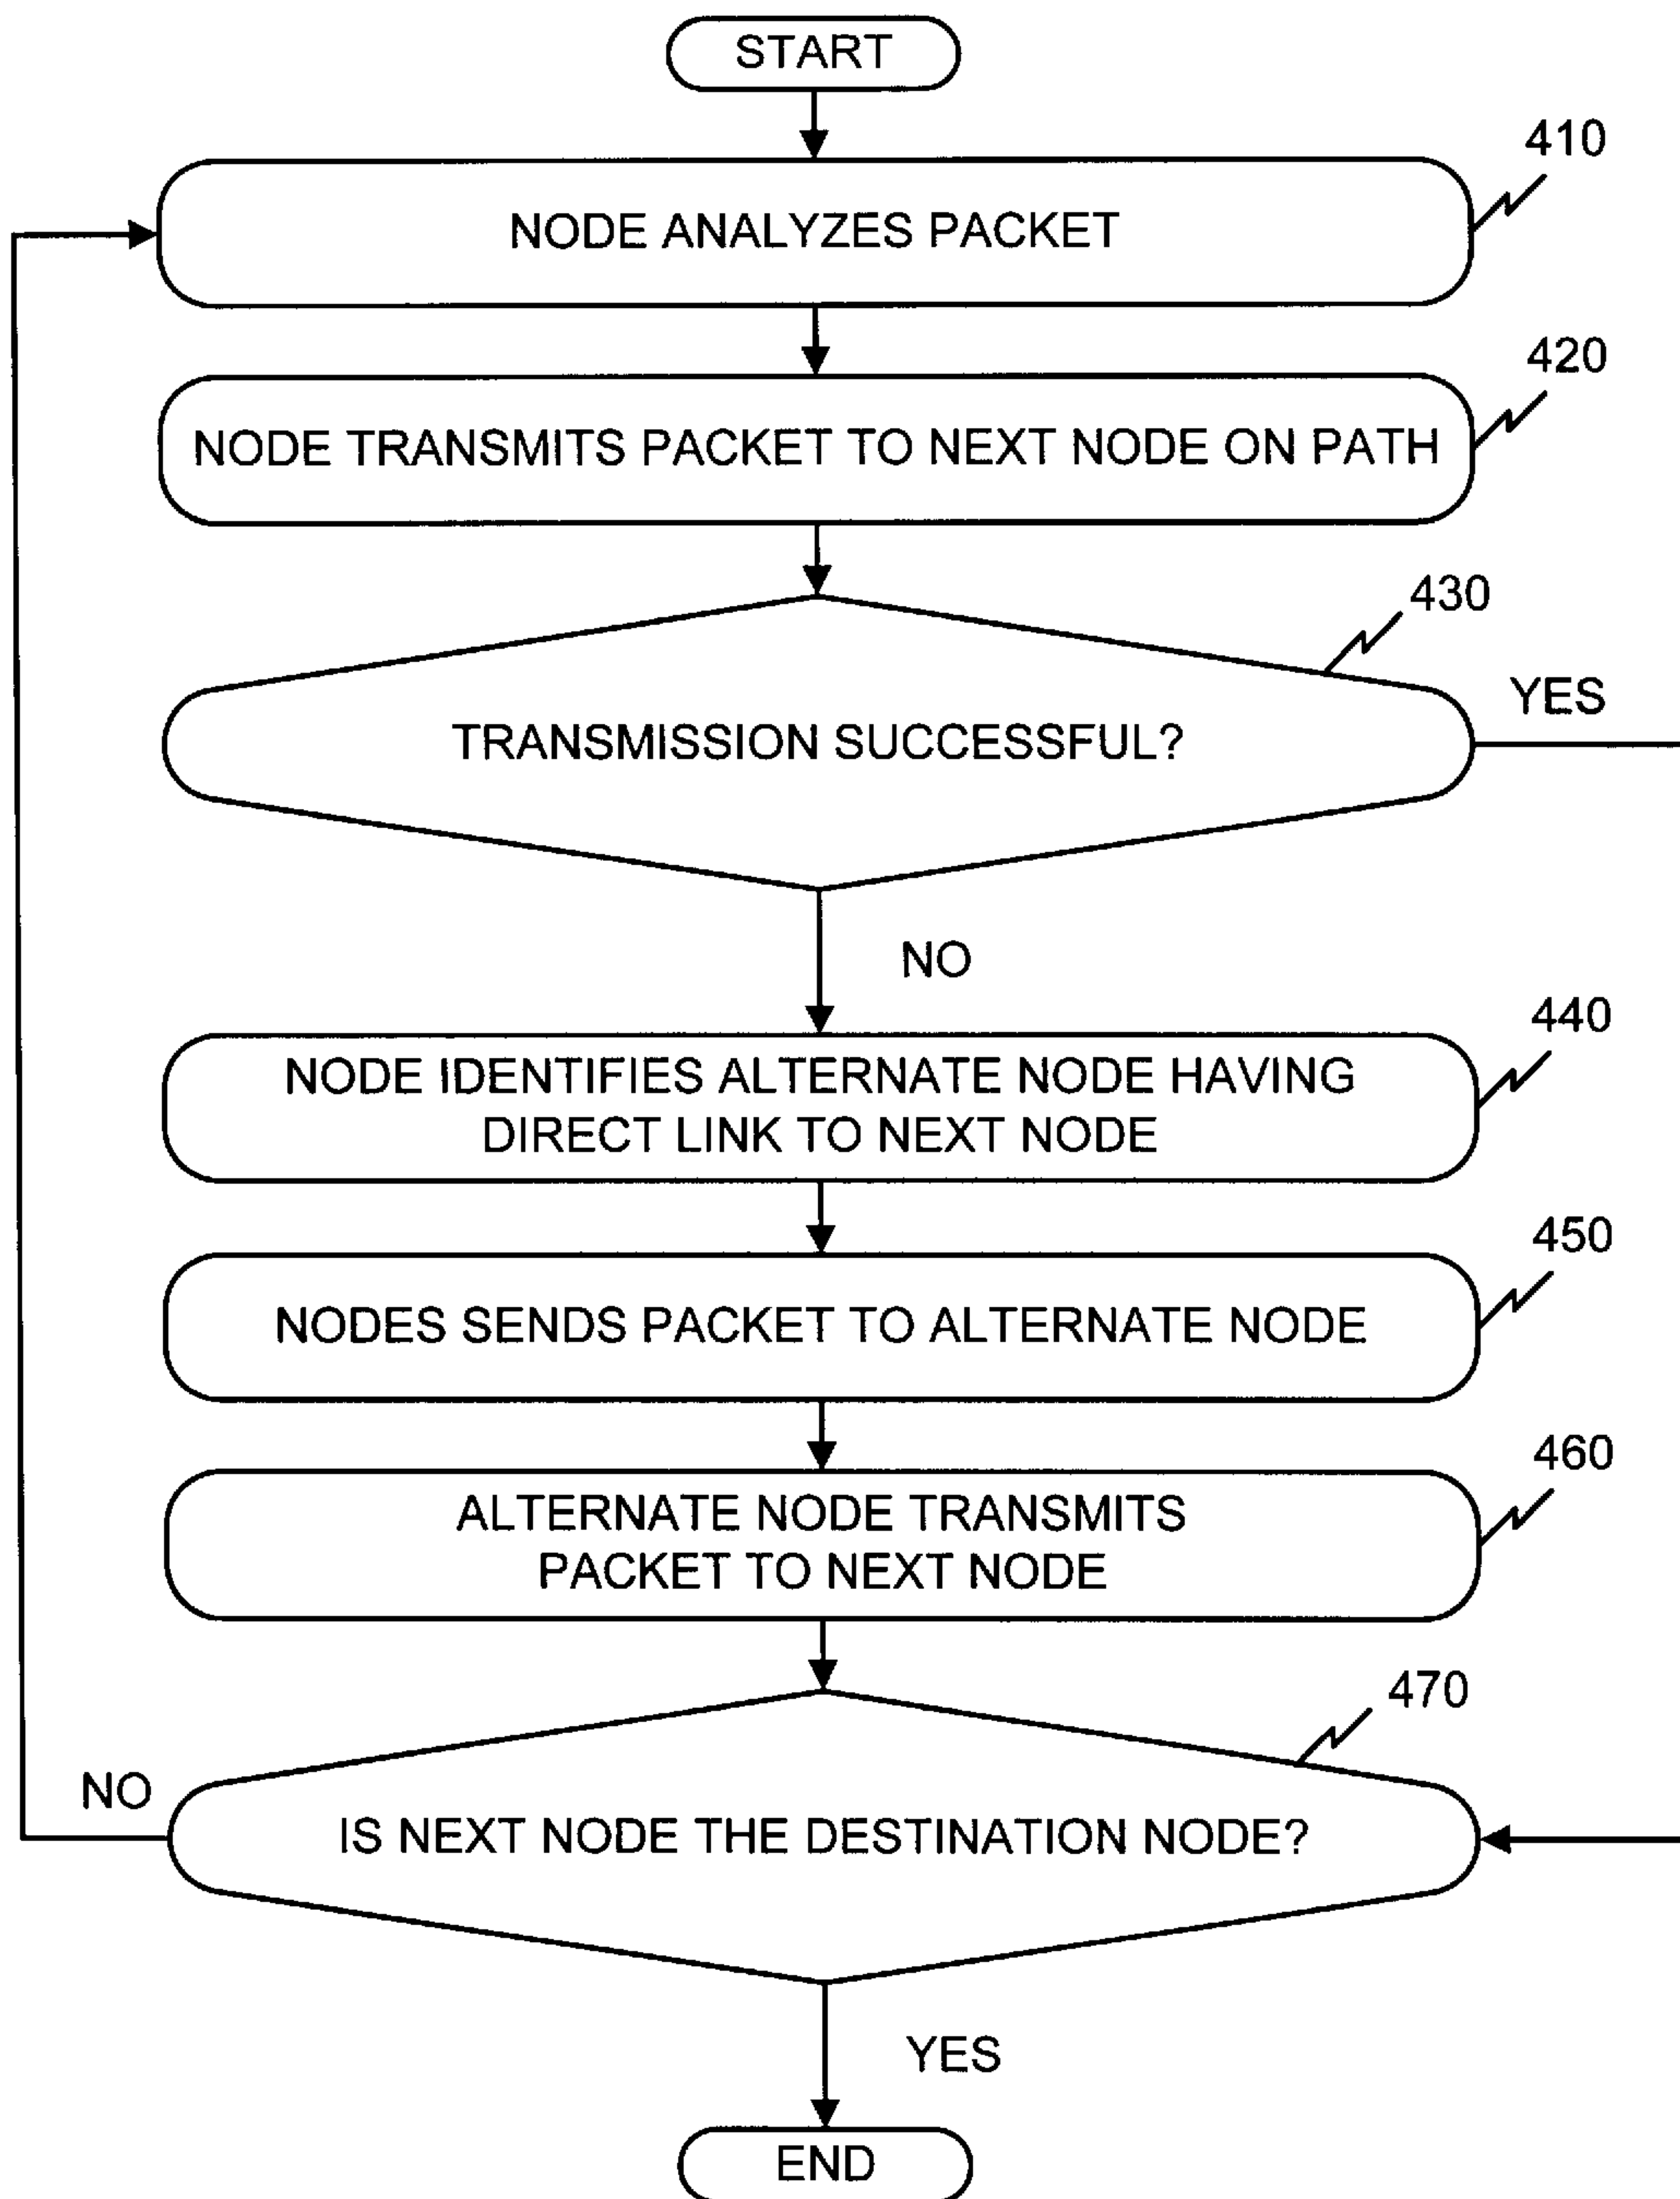 START
410
NODE ANALYZES PACKET
420
NODE TRANSMITS PACKET TO NEXT NODE ON PATH
430
TRANSMISSION SUCCESSFUL?
YES
NO
440
NODE IDENTIFIES ALTERNATE NODE HAVING
DIRECT LINK TO NEXT NODE
450
NODES SENDS PACKET TO ALTERNATE NODE
460
ALTERNATE NODE TRANSMITS
PACKET TO NEXT NODE
470
NO
IS NEXT NODE THE DESTINATION NODE?
YES
END